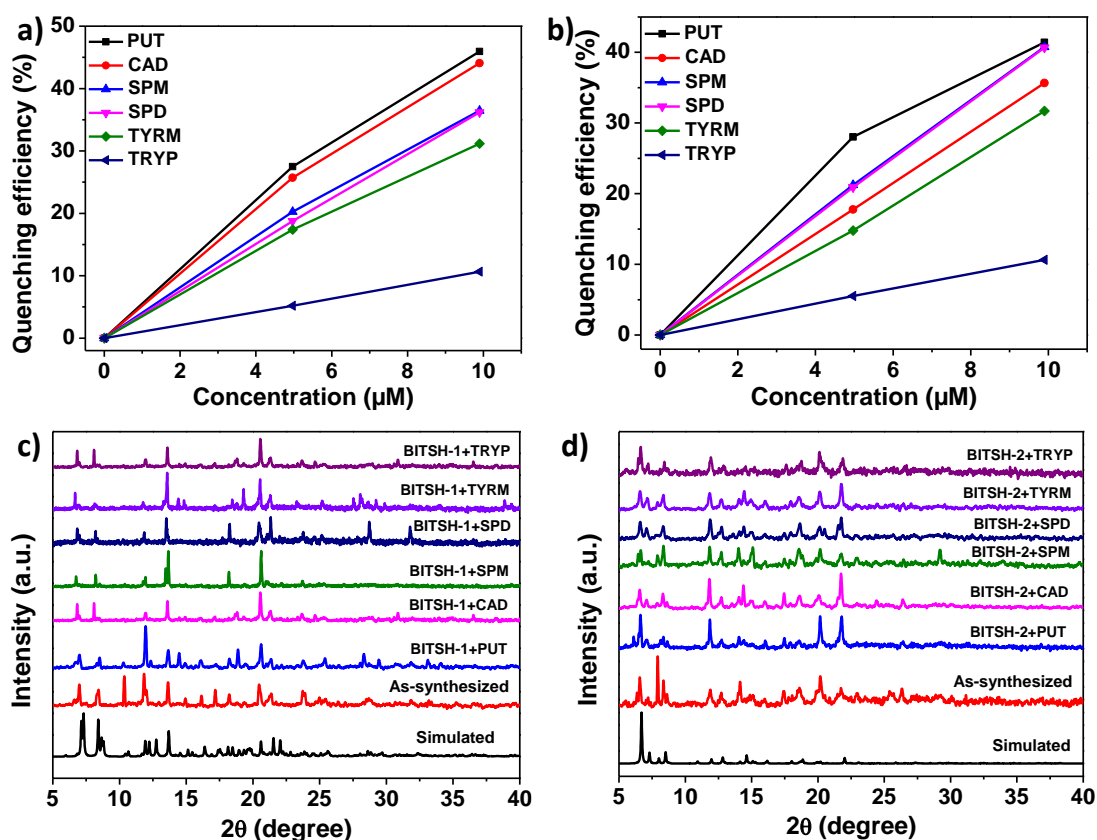 a)
Quenching efficiency (%)
50
40
30
20
10
0
PUT
CAD
SPM
SPD
TYRM
TRYP
0 2 4 6 8 10
Concentration (µM)
b)
Quenching efficiency (%)
40
30
20
10
0
PUT
CAD
SPM
SPD
TYRM
TRYP
0 2 4 6 8 10
Concentration (µM)
c)
Intensity (a.u.)
BITSH-1+TRYP
BITSH-1+TYRM
BITSH-1+SPD
BITSH-1+SPM
BITSH-1+CAD
BITSH-1+PUT
As-synthesized
Simulated
5 10 15 20 25 30 35 40
2θ (degree)
d)
Intensity (a.u.)
BITSH-2+TRYP
BITSH-2+TYRM
BITSH-2+SPD
BITSH-2+SPM
BITSH-2+CAD
BITSH-2+PUT
As-synthesized
Simulated
5 10 15 20 25 30 35 40
2θ (degree)